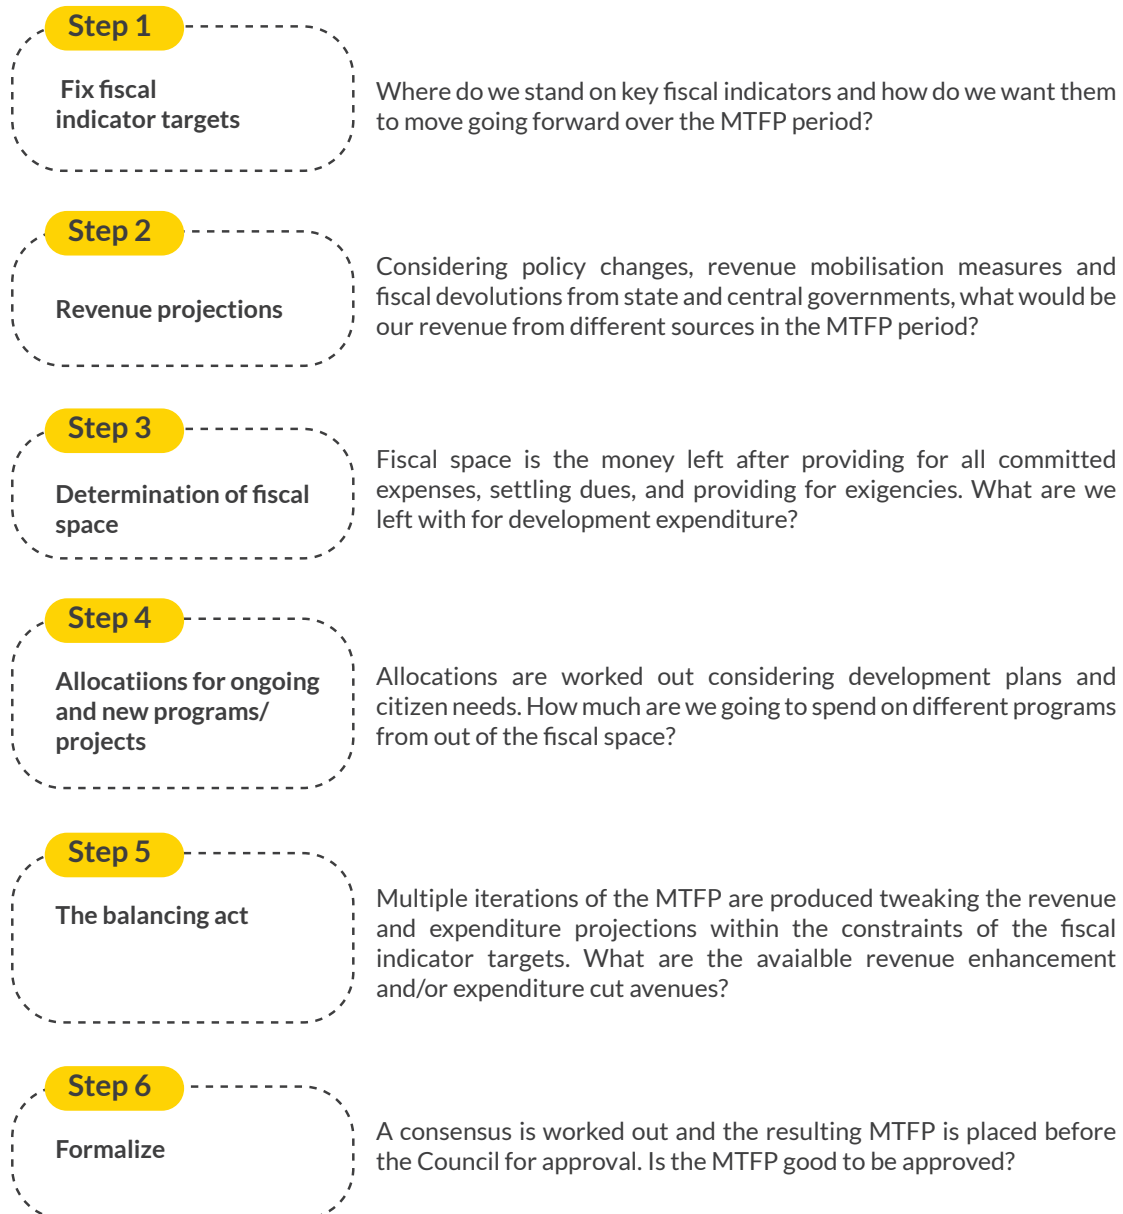 Step 1
Fix fiscal
indicator targets
Where do we stand on key fiscal indicators and how do we want them
to move going forward over the MTFP period?
Step 2
Revenue projections
Considering policy changes, revenue mobilisation measures and
fiscal devolutions from state and central governments, what would be
our revenue from different sources in the MTFP period?
Step 3
Determination of fiscal
space
Fiscal space is the money left after providing for all committed
expenses, settling dues, and providing for exigencies. What are we
left with for development expenditure?
Step 4
Allocatiions for ongoing
and new programs/
projects
Allocations are worked out considering development plans and
citizen needs. How much are we going to spend on different programs
from out of the fiscal space?
Step 5
The balancing act
Multiple iterations of the MTFP are produced tweaking the revenue
and expenditure projections within the constraints of the fiscal
indicator targets. What are the avaialble revenue enhancement
and/or expenditure cut avenues?
Step 6
Formalize
A consensus is worked out and the resulting MTFP is placed before
the Council for approval. Is the MTFP good to be approved?